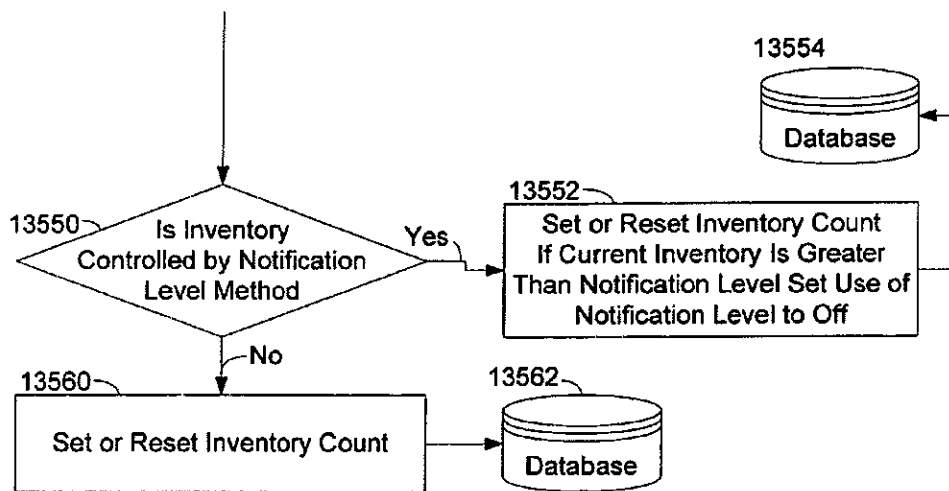 13554
Database
13550
Is Inventory
Controlled by Notification
Level Method
Yes
13552
Set or Reset Inventory Count
If Current Inventory Is Greater
Than Notification Level Set Use of
Notification Level to Off
No
13560
Set or Reset Inventory Count
13562
Database